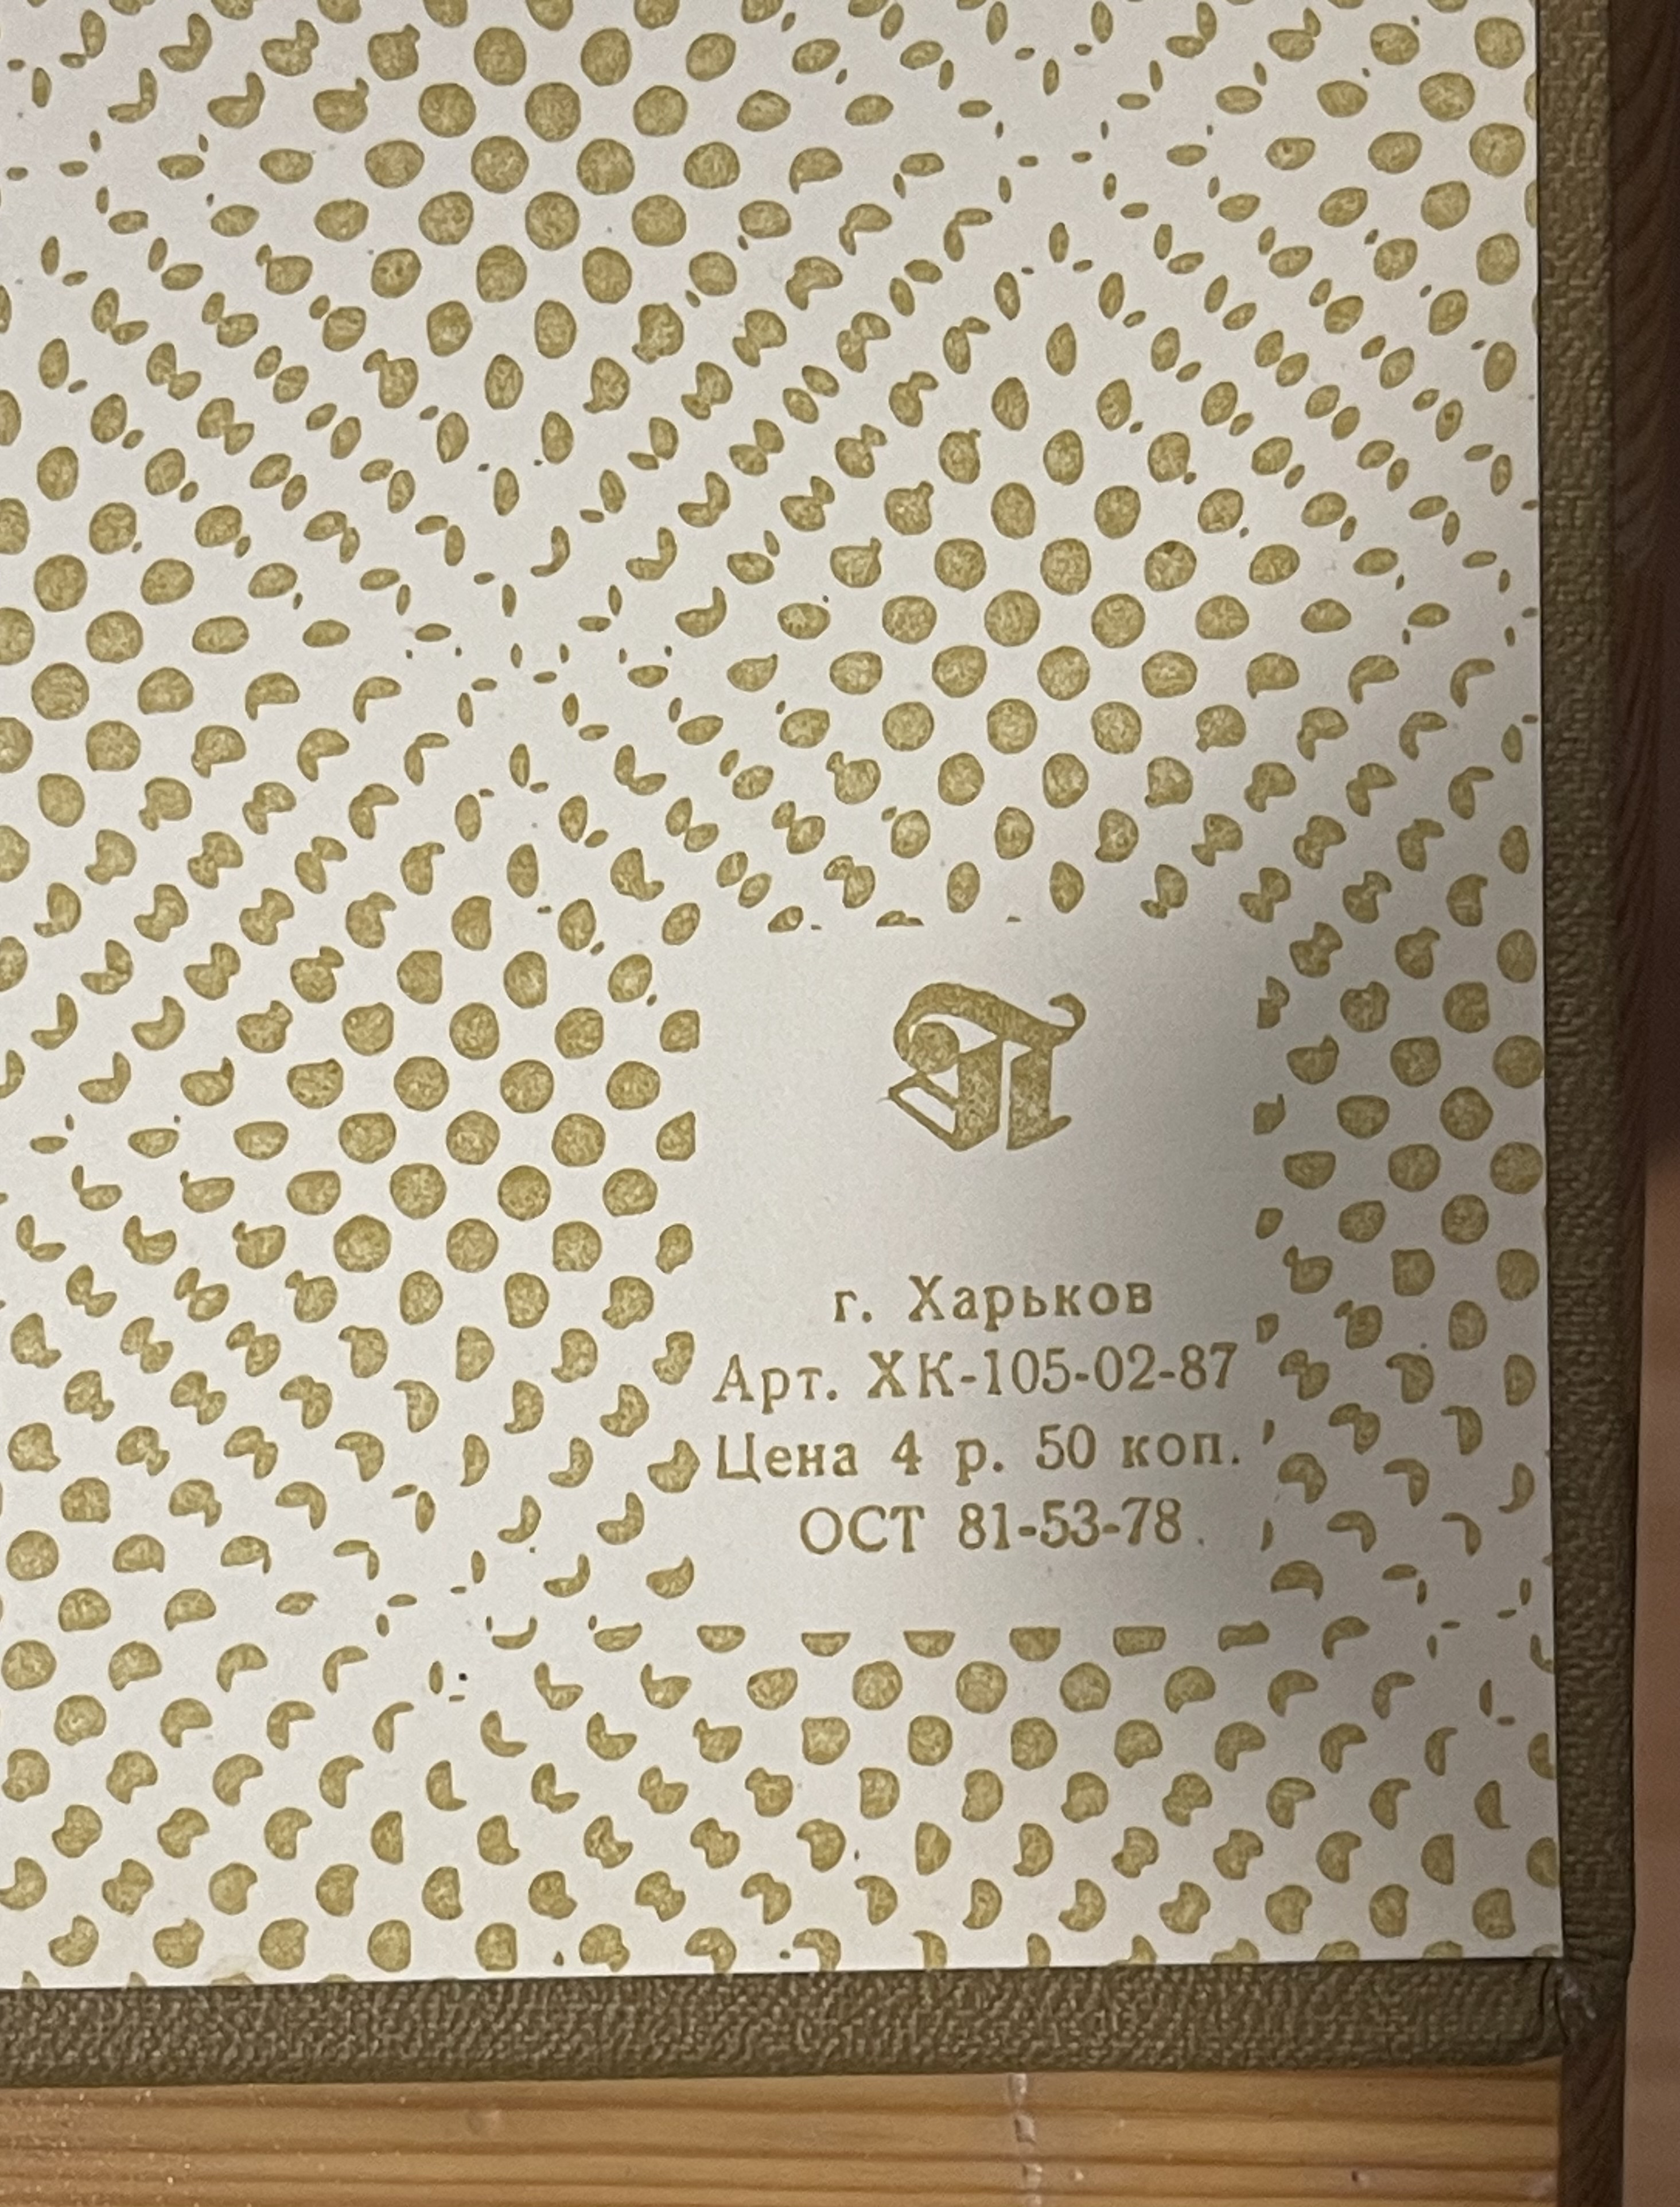 г. Харьков
Арт. ХК-105-02-87
Цена 4 р. 50 коп.
ОСТ 81-53-78.